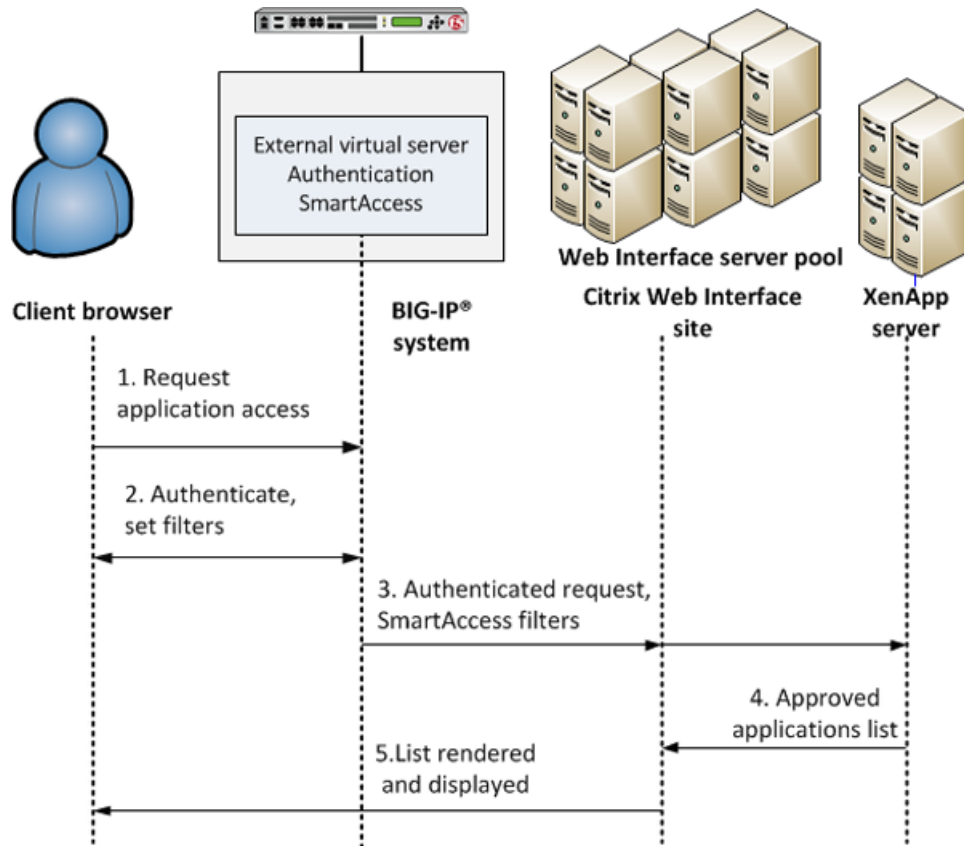 External virtual server
Authentication
SmartAccess
Web Interface server pool
Client browser
BIG-IP®
system
Citrix Web Interface
site
XenApp
server
1. Request
application access
2. Authenticate,
set filters
3. Authenticated request,
SmartAccess filters
4. Approved
applications list
5.List rendered
and displayed